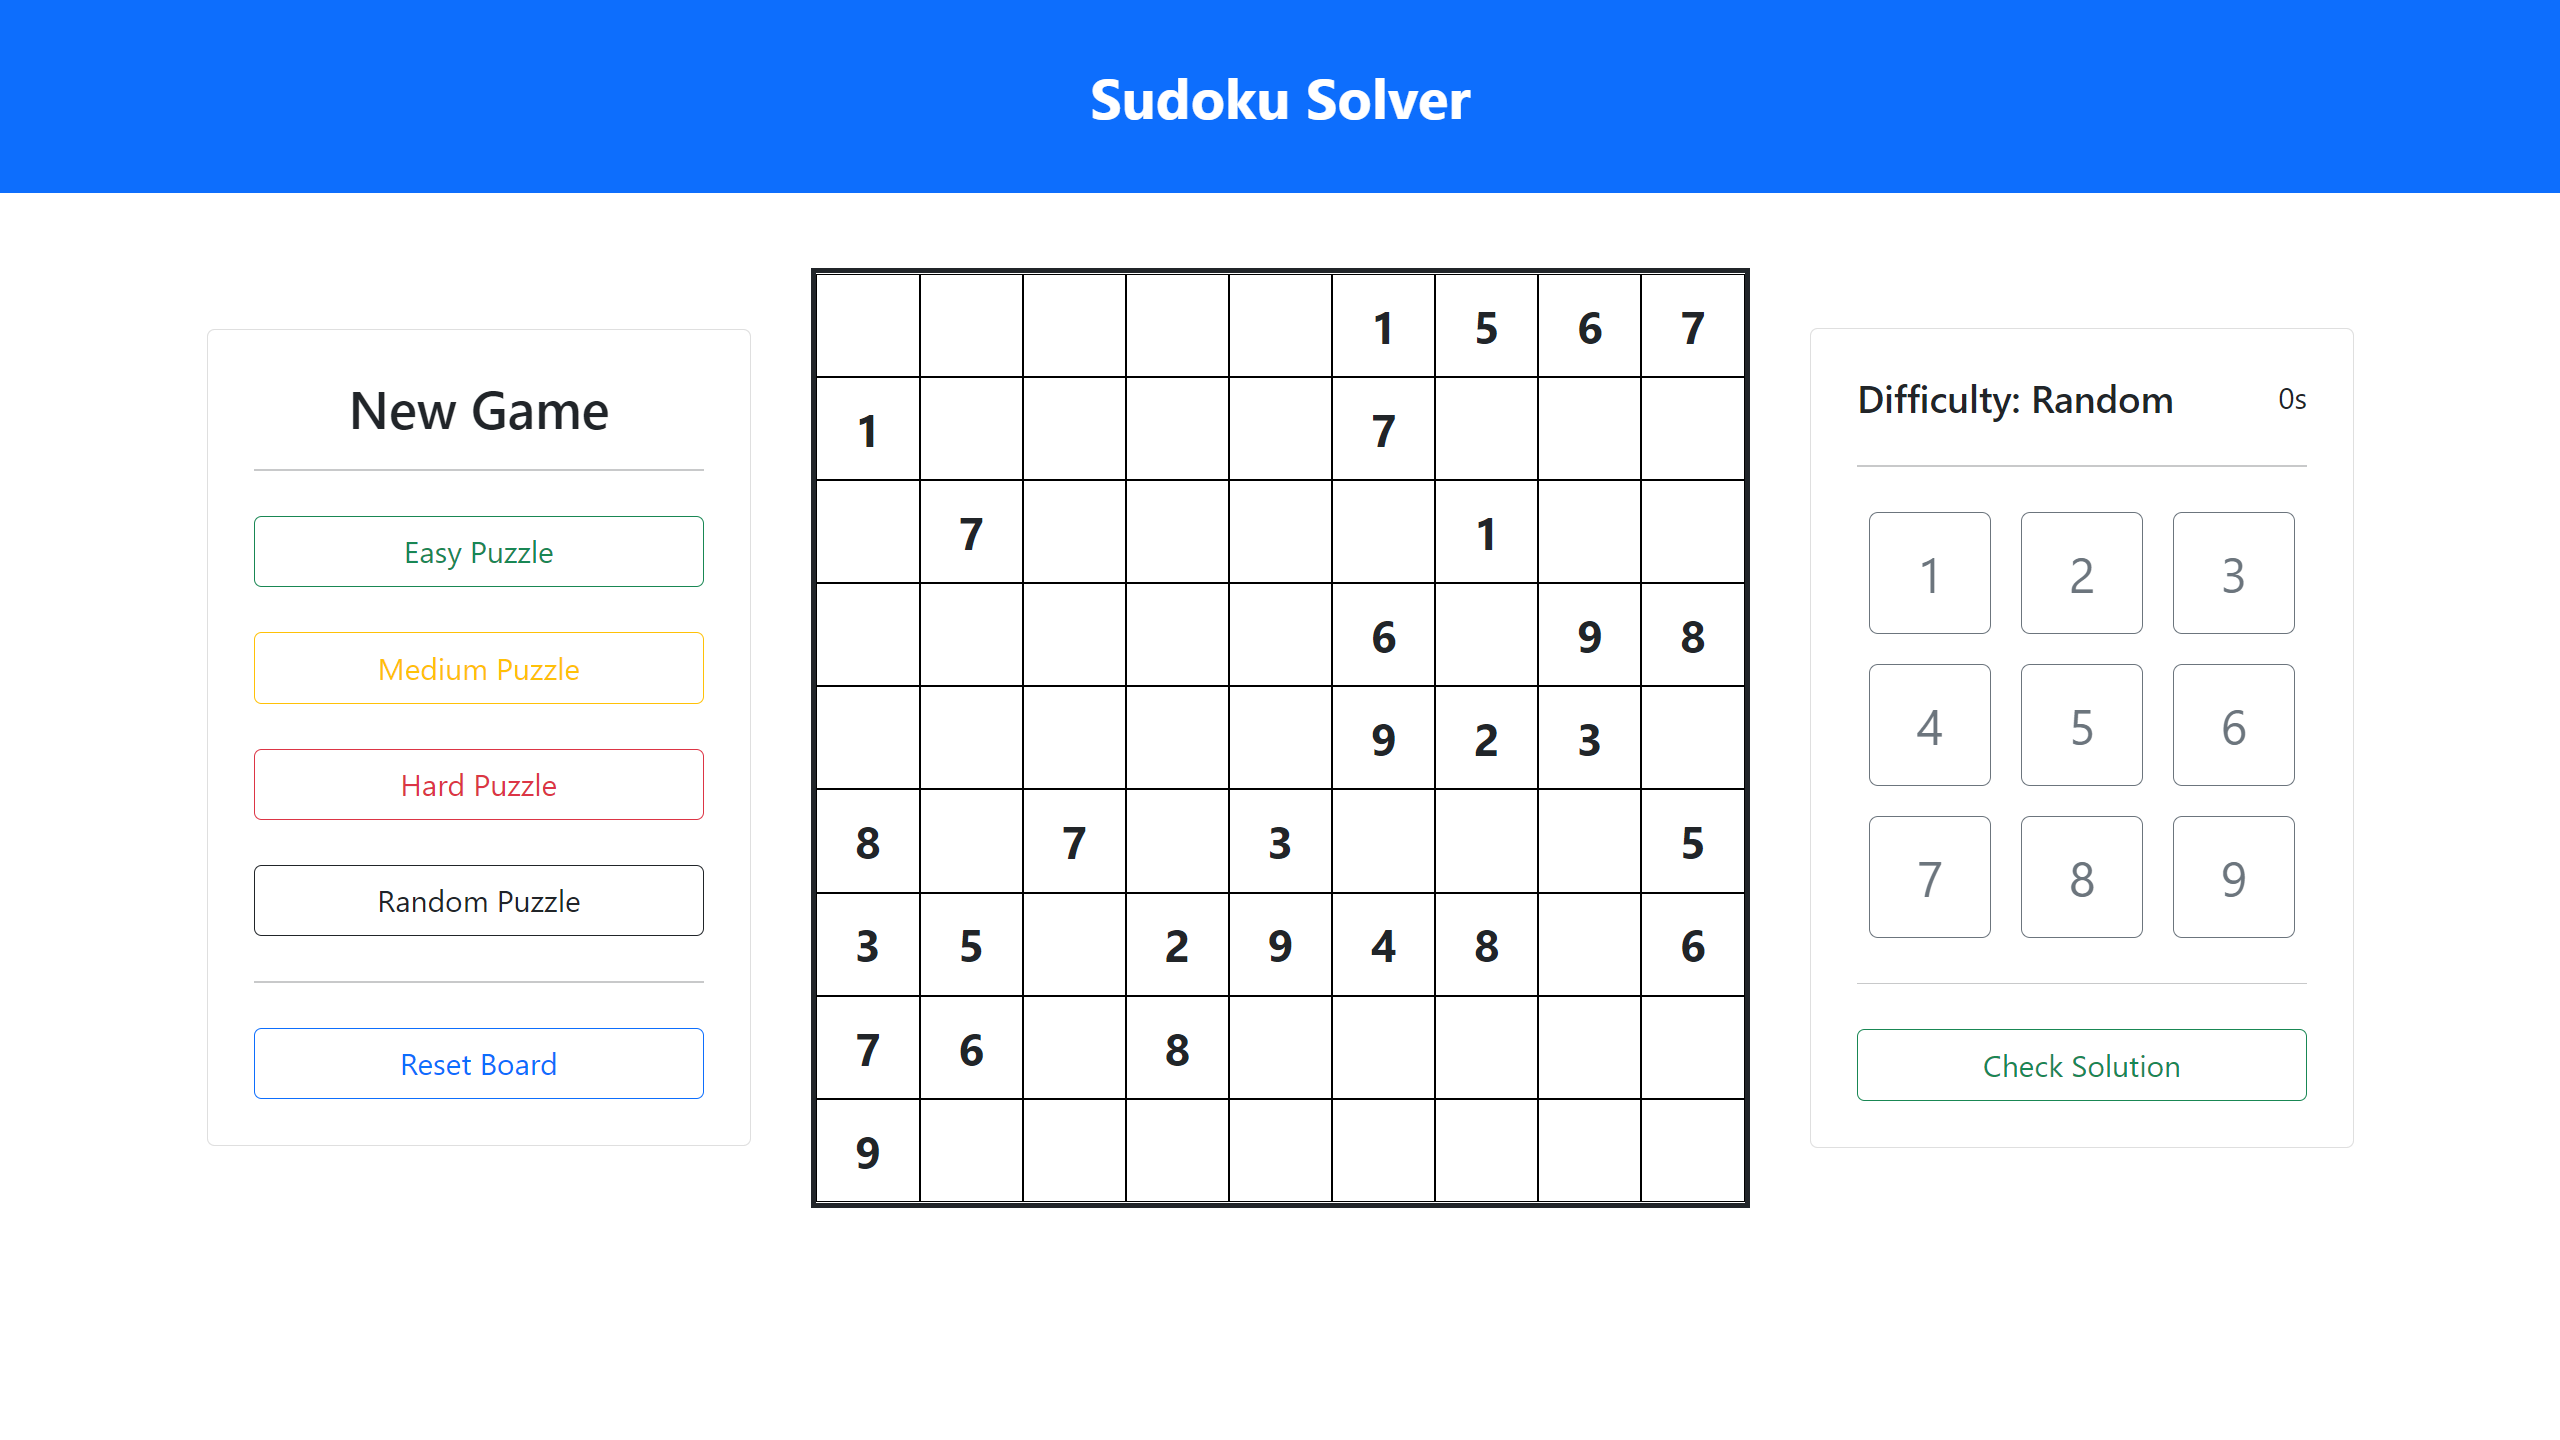 Sudoku Solver
New Game
Easy Puzzle
Medium Puzzle
Hard Puzzle
Random Puzzle
Reset Board
1 5 6 7
1 7
7 1
6 9 8
9 2 3
8 7 3 5
3 5 2 9 4 8 6
7 6 8
9
Difficulty: Random 0s
1 2 3
4 5 6
7 8 9
Check Solution